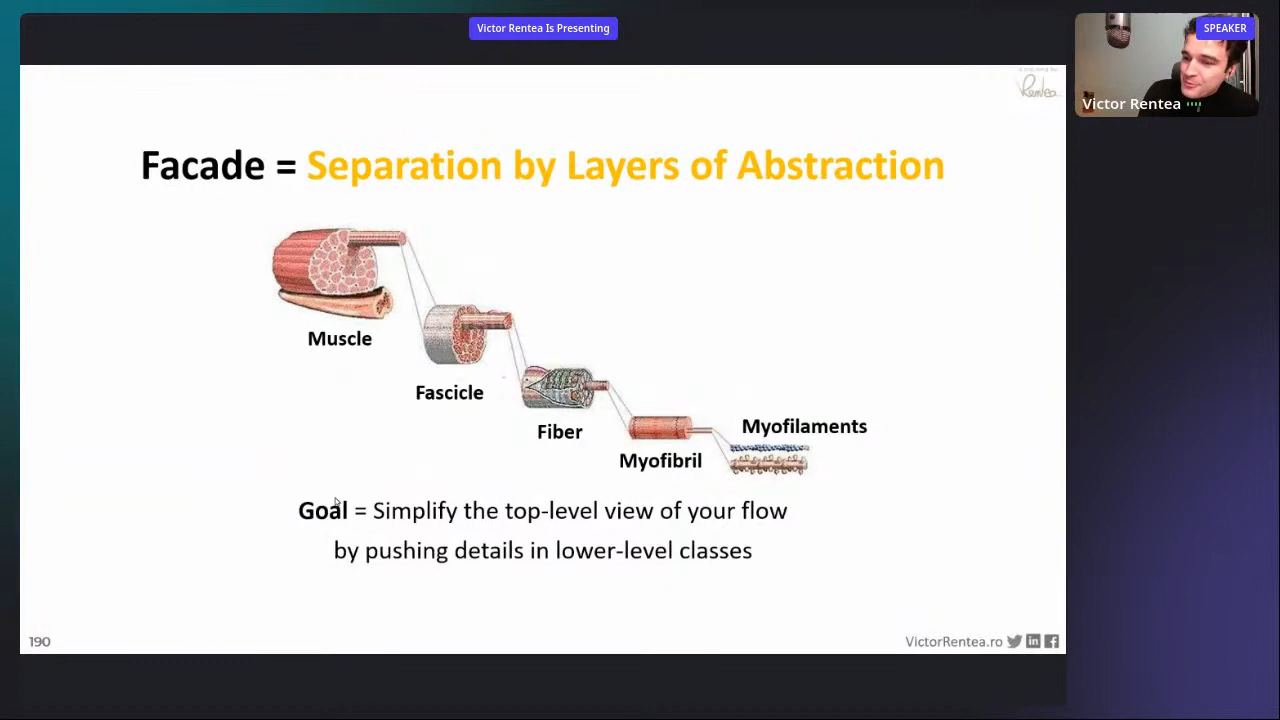 Victor Rentea Is Presenting
SPEAKER
Victor Rentea
Rentea
Facade = Separation by Layers of Abstraction
Muscle
Fascicle
Fiber
Myofilaments
Myofibril
Goal = Simplify the top-level view of your flow
by pushing details in lower-level classes
190
VictorRentea.ro